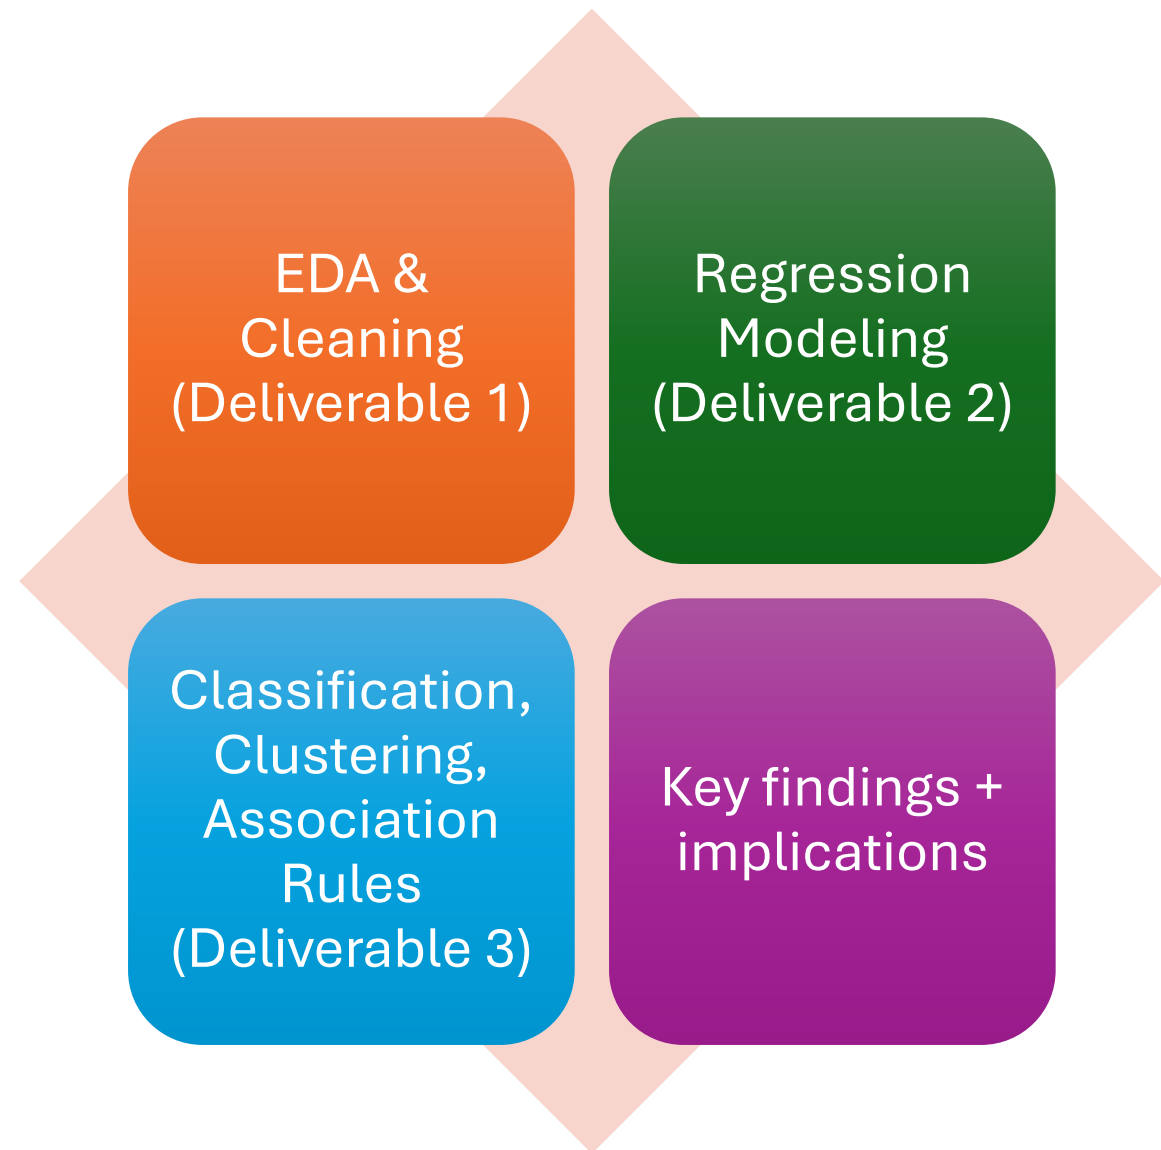 EDA &
Cleaning
(Deliverable 1)
Regression
Modeling
(Deliverable 2)
Classification,
Clustering,
Association
Rules
(Deliverable 3)
Key findings +
implications